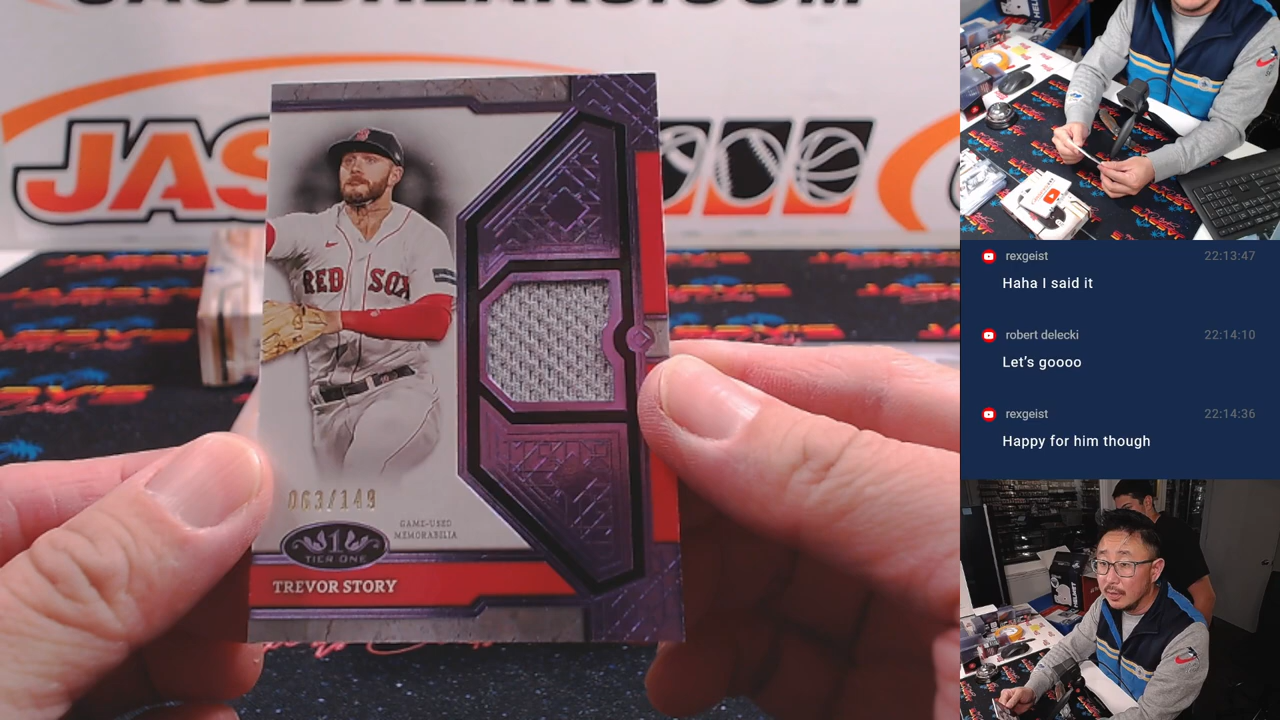 JAS
RED SOX
063/149
GAME-USED
MEMORABILIA
1
TIER ONE
TREVOR STORY
rexgeist 22:13:47
Haha I said it
robert delecki 22:14:10
Let's goooo
rexgeist 22:14:36
Happy for him though